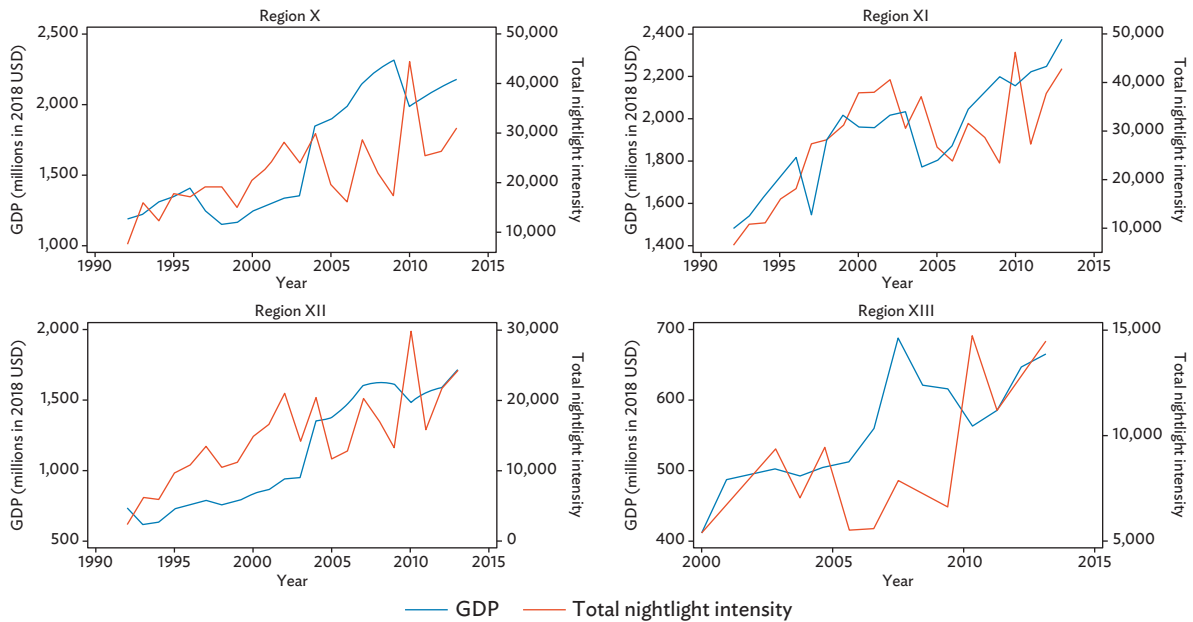 Region X
GDP (millions in 2018 USD)
2,500
2,000
1,500
1,000
50,000
40,000
30,000
20,000
10,000
Total nightlight intensity
1990 1995 2000 2005 2010 2015
Year
Region XI
GDP (millions in 2018 USD)
2,400
2,200
2,000
1,800
1,600
1,400
50,000
40,000
30,000
20,000
10,000
Total nightlight intensity
1990 1995 2000 2005 2010 2015
Year
Region XII
GDP (millions in 2018 USD)
2,000
1,500
1,000
500
30,000
20,000
10,000
0
Total nightlight intensity
1990 1995 2000 2005 2010 2015
Year
Region XIII
GDP (millions in 2018 USD)
700
600
500
400
15,000
10,000
5,000
Total nightlight intensity
2000 2005 2010 2015
Year
GDP Total nightlight intensity